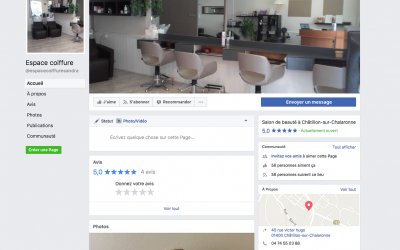 Espace coiffure
@espacecoiffuresandra
Accueil
À propos
Avis
Photos
Publications
Communauté
Créer une Page
J'aime
S'abonner
Recommander
Envoyer un message
Statut
Photo/Vidéo
Écrivez quelque chose sur cette Page...
Avis
5,0 ★★★★★ 4 avis
Donnez votre avis
Voir tout
Photos
Salon de beauté à Châtillon-sur-Chalaronne
5,0 ★★★★★ · Actuellement ouvert
Communauté
Tout afficher
Invitez vos amis à aimer cette Page
56 personnes aiment ça
56 personnes suivent ce lieu
À Propos
Voir tout
45 rue victor hugo
01400 Châtillon-sur-Chalaronne
04 74 55 63 88